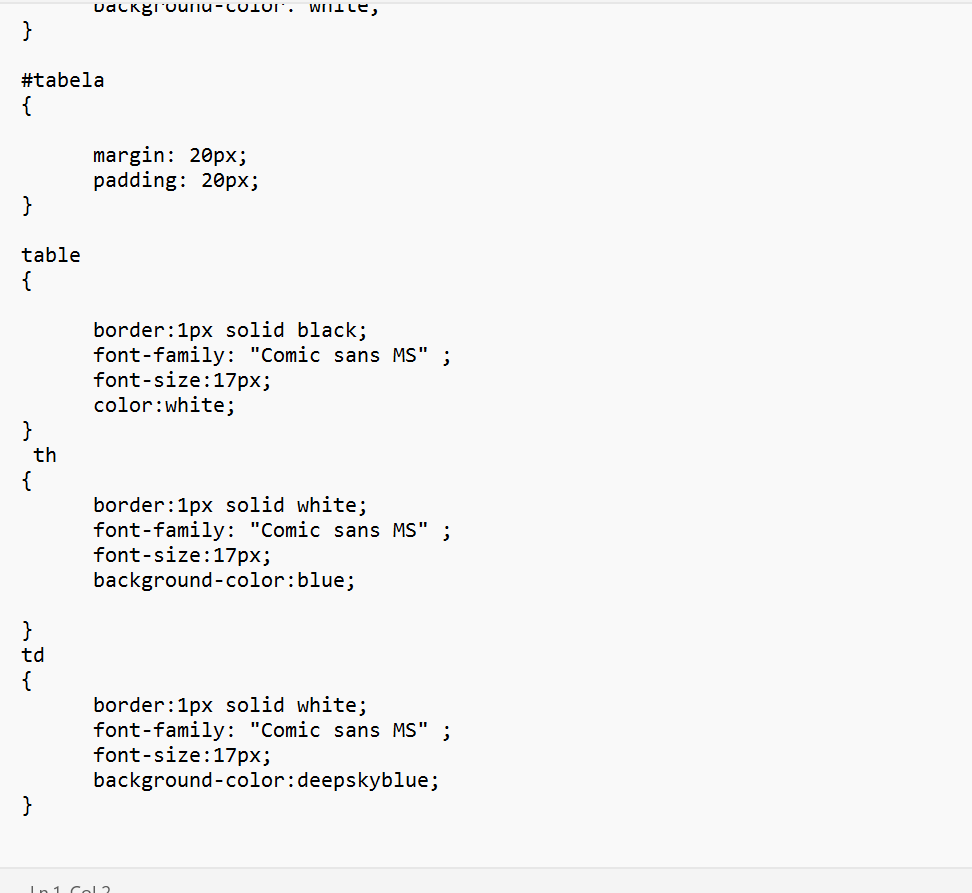 background-color: white;
}
#tabela
{
margin: 20px;
padding: 20px;
}
table
{
border:1px solid black;
font-family: "Comic sans MS" ;
font-size:17px;
color:white;
}
th
{
border:1px solid white;
font-family: "Comic sans MS" ;
font-size:17px;
background-color:blue;
}
td
{
border:1px solid white;
font-family: "Comic sans MS" ;
font-size:17px;
background-color:deepskyblue;
}
Ln 1, Col 2